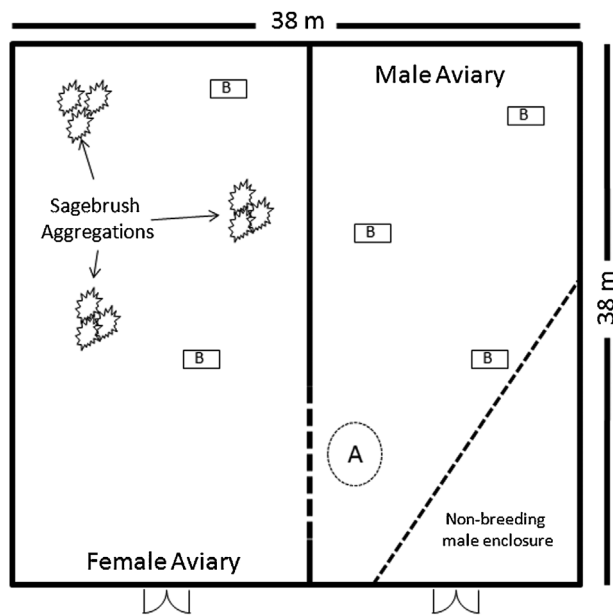 38 m
Male Aviary
B
B
Sagebrush
Aggregations
B
38 m
B
B
A
Non-breeding
male enclosure
Female Aviary